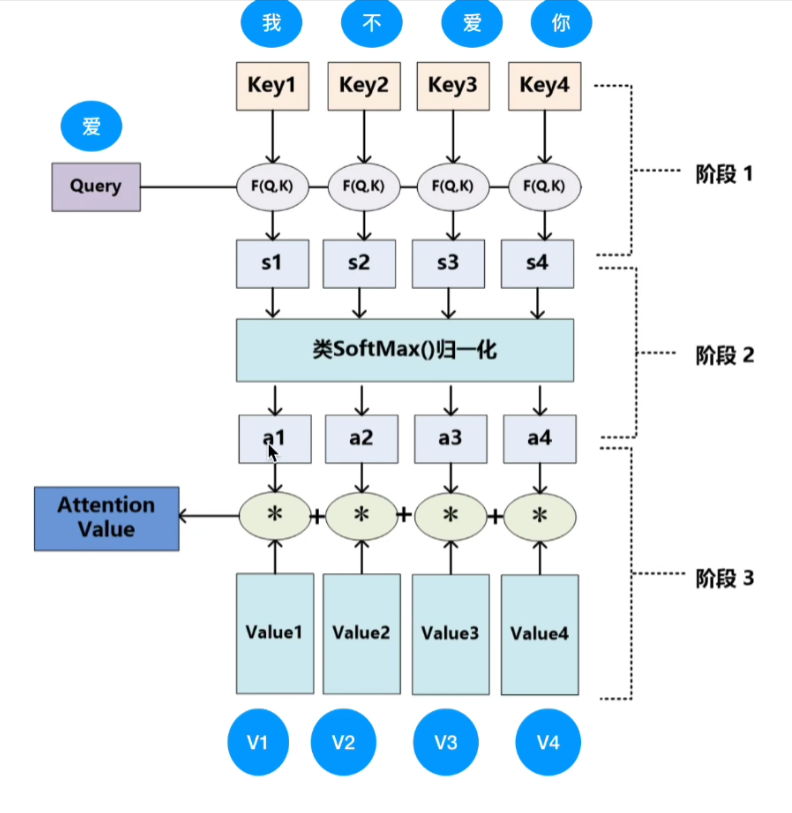 我 不 爱 你
Key1 Key2 Key3 Key4
爱
阶段 1
Query F(Q,K) F(Q,K) F(Q,K) F(Q,K)
s1 s2 s3 s4
类SoftMax()归一化
阶段 2
a1 a2 a3 a4
Attention
Value
* + * + * + *
阶段 3
Value1 Value2 Value3 Value4
V1 V2 V3 V4